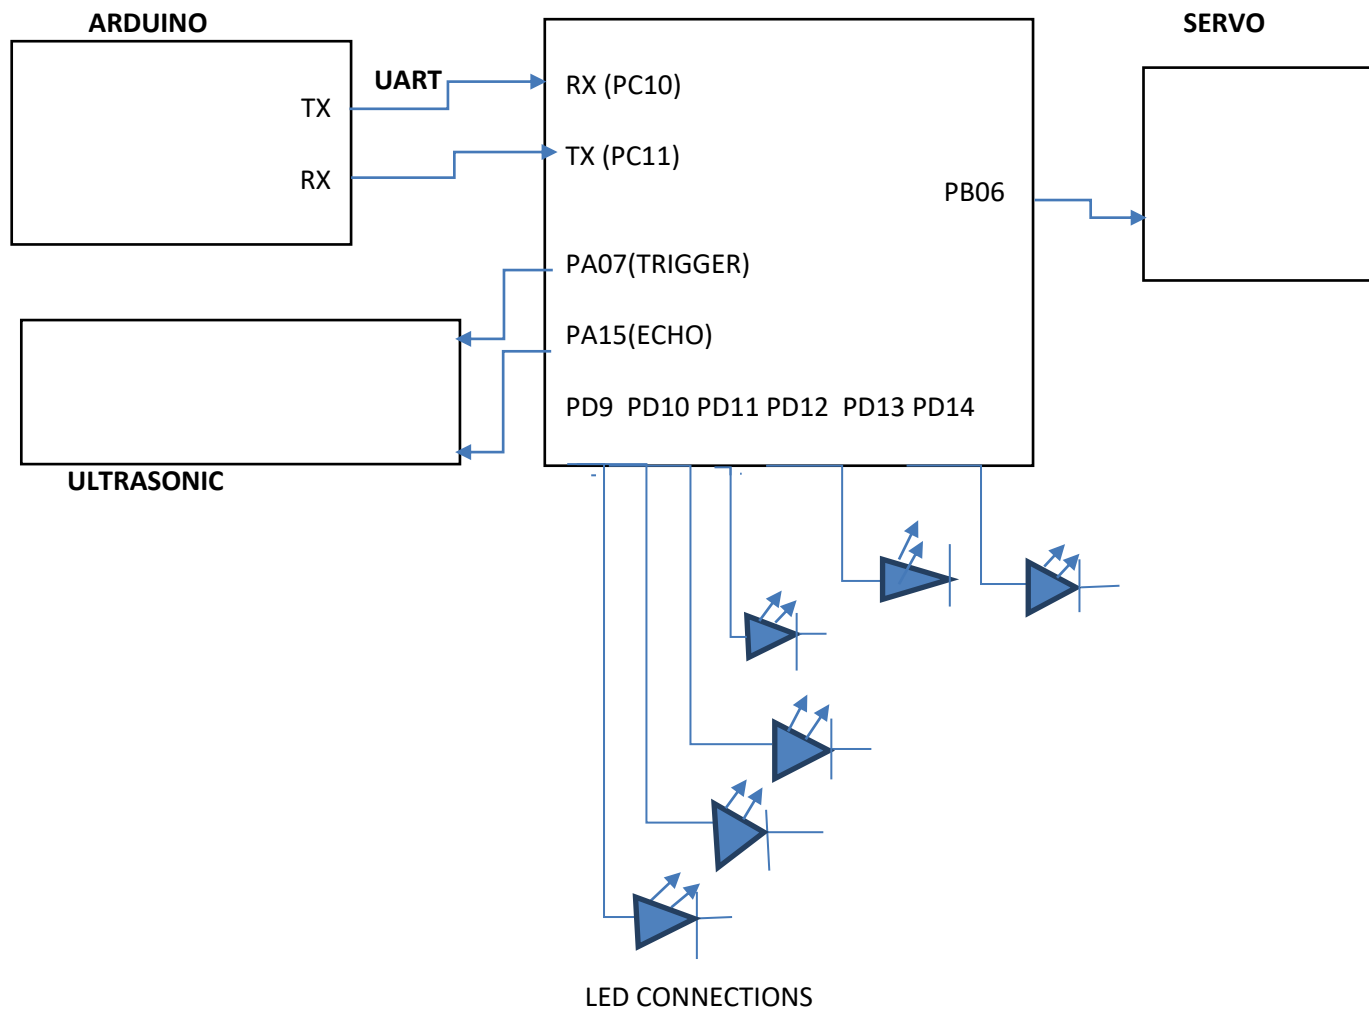 ARDUINO
SERVO
UART
TX
RX
RX (PC10)
TX (PC11)
PB06
PA07(TRIGGER)
PA15(ECHO)
PD9 PD10 PD11 PD12 PD13 PD14
ULTRASONIC
LED CONNECTIONS